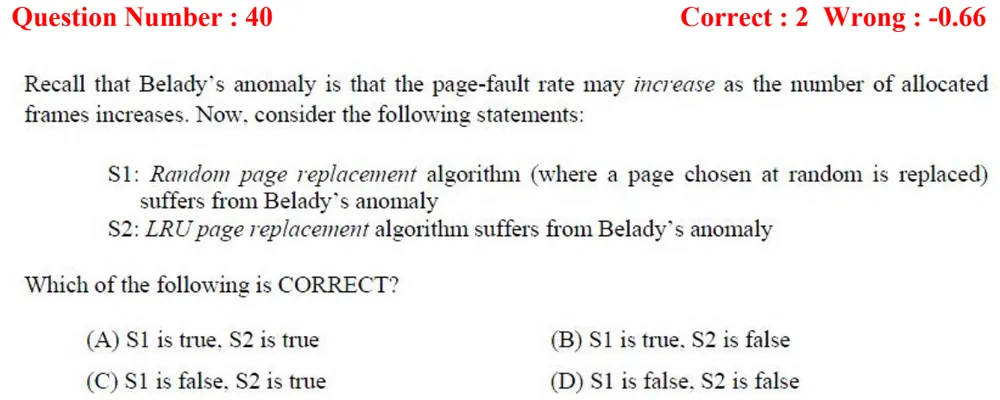 Question Number : 40 Correct : 2 Wrong : -0.66
Recall that Belady's anomaly is that the page-fault rate may increase as the number of allocated
frames increases. Now, consider the following statements:
S1: Random page replacement algorithm (where a page chosen at random is replaced)
suffers from Belady's anomaly
S2: LRU page replacement algorithm suffers from Belady's anomaly
Which of the following is CORRECT?
(A) S1 is true, S2 is true (B) S1 is true, S2 is false
(C) S1 is false, S2 is true (D) S1 is false, S2 is false